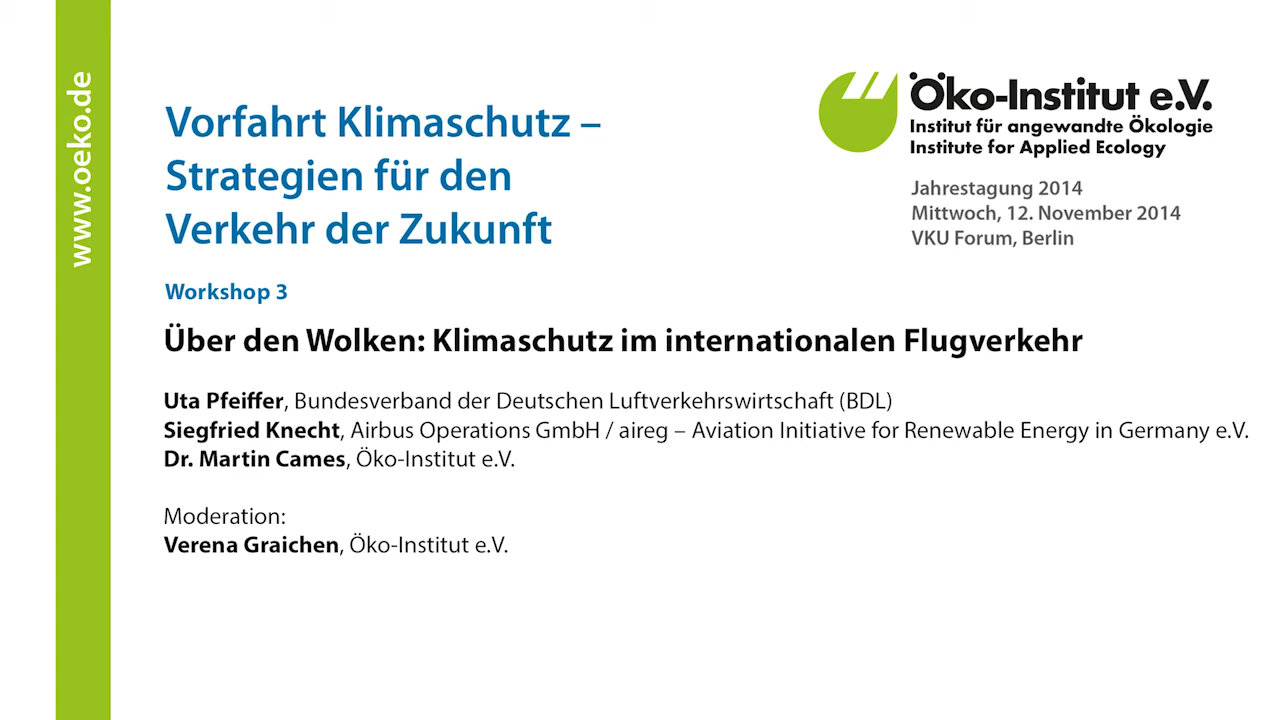 www.oeko.de
Vorfahrt Klimaschutz –
Strategien für den
Verkehr der Zukunft
Öko-Institut e.V.
Institut für angewandte Ökologie
Institute for Applied Ecology
Jahrestagung 2014
Mittwoch, 12. November 2014
VKU Forum, Berlin
Workshop 3
Über den Wolken: Klimaschutz im internationalen Flugverkehr
Uta Pfeiffer, Bundesverband der Deutschen Luftverkehrswirtschaft (BDL)
Siegfried Knecht, Airbus Operations GmbH / aireg – Aviation Initiative for Renewable Energy in Germany e.V.
Dr. Martin Cames, Öko-Institut e.V.
Moderation:
Verena Graichen, Öko-Institut e.V.